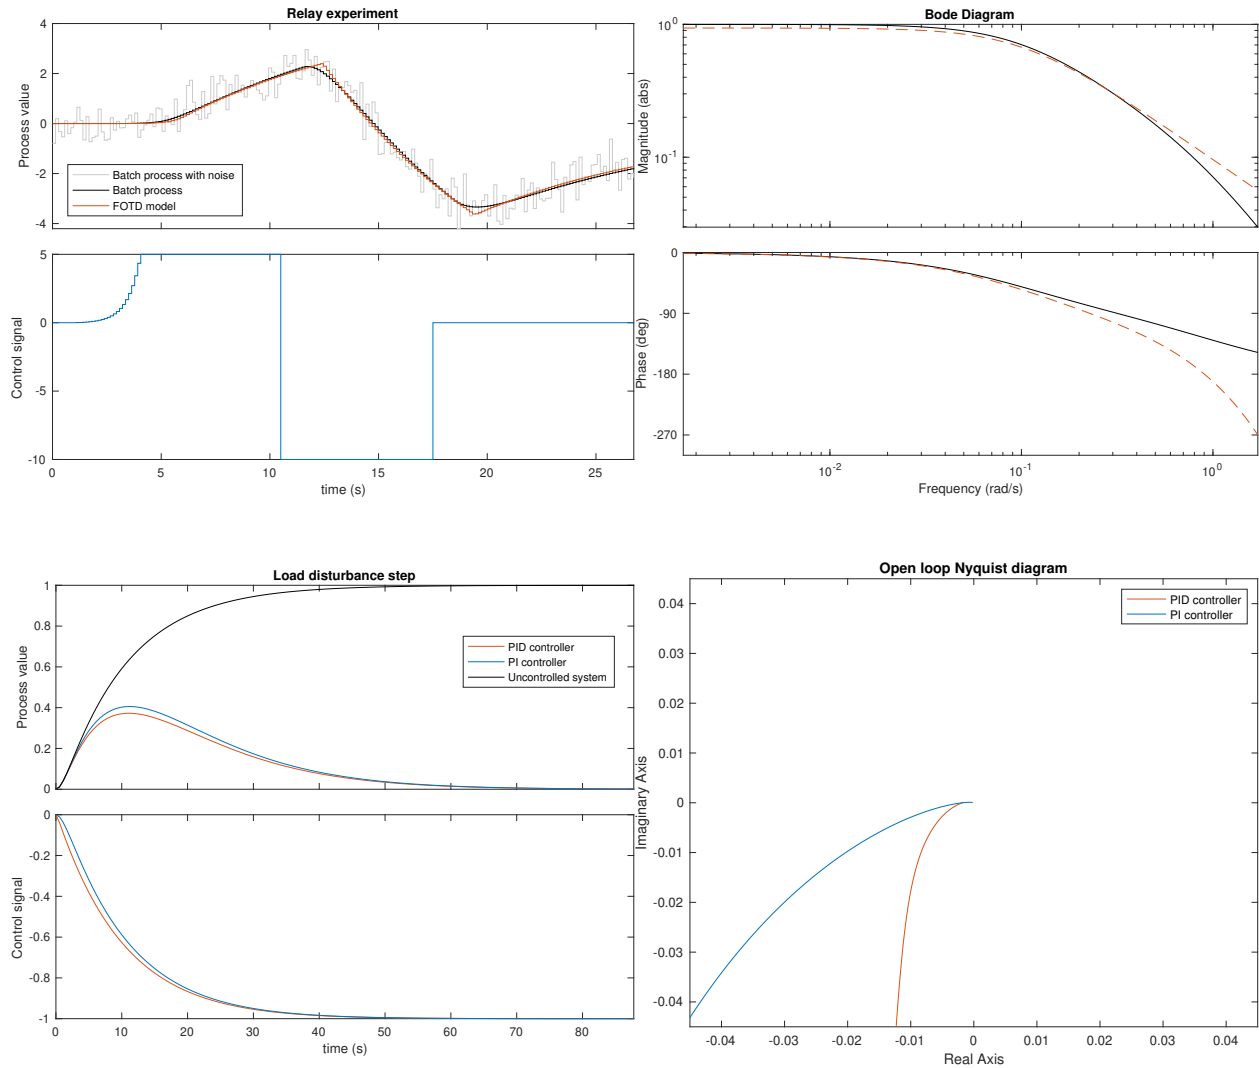 Relay experiment
Process value
4
2
0
-2
-4
Batch process with noise
Batch process
FOTD model
Control signal
5
0
-5
-10
0 5 10 15 20 25
time (s)
Bode Diagram
Magnitude (abs)
10^0
10^-1
Phase (deg)
0
-90
-180
-270
10^-2 10^-1 10^0
Frequency (rad/s)
Load disturbance step
Process value
1
0.8
0.6
0.4
0.2
0
PID controller
PI controller
Uncontrolled system
Control signal
0
-0.2
-0.4
-0.6
-0.8
-1
0 10 20 30 40 50 60 70 80
time (s)
Open loop Nyquist diagram
Imaginary Axis
0.04
0.03
0.02
0.01
0
-0.01
-0.02
-0.03
-0.04
PID controller
PI controller
-0.04 -0.03 -0.02 -0.01 0 0.01 0.02 0.03 0.04
Real Axis